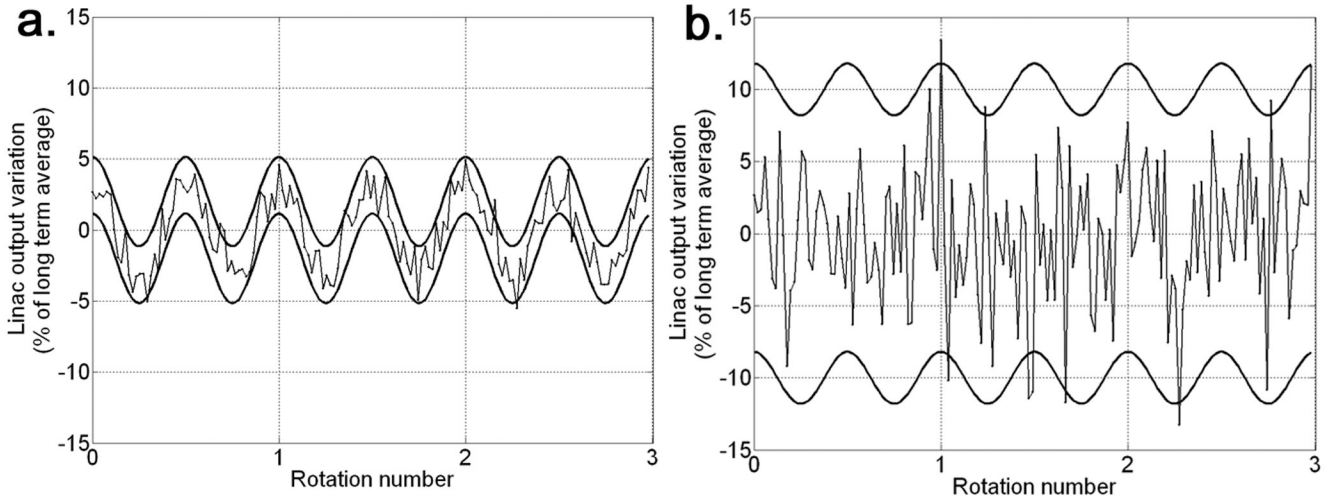 a.
Linac output variation
(% of long term average)
15
10
5
0
-5
-10
-15
0 1 2 3
Rotation number
b.
Linac output variation
(% of long term average)
15
10
5
0
-5
-10
-15
0 1 2 3
Rotation number